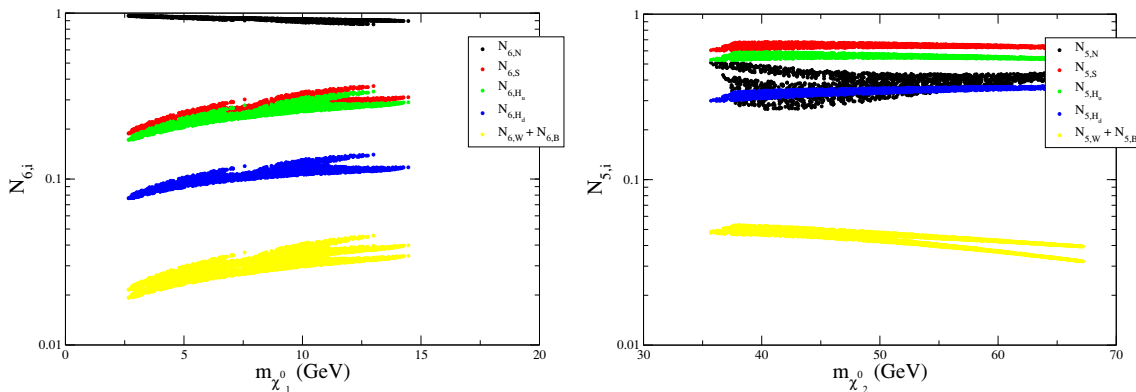 1
0.1
0.01
N6,i
0
5
10
15
20
mχ01 (GeV)
N6,N
N6,S
N6,Hu
N6,Hd
N6,W + N6,B
1
0.1
0.01
N5,i
30
40
50
60
70
mχ02 (GeV)
N5,N
N5,S
N5,Hu
N5,Hd
N5,W + N5,B